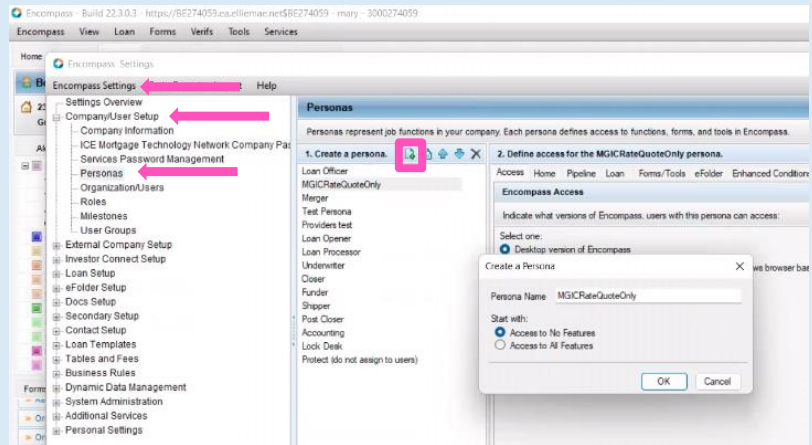 Encompass - Build 22.3.0.3 - https://BE274059.ea.elliemae.net$BE274059 - mary - 3000274059
Encompass View Loan Forms Verifs Tools Services
Home
Encompass Settings
Encompass Settings Help
Settings Overview
Company/User Setup
Company Information
ICE Mortgage Technology Network Company Pas
Services Password Management
Personas
Organization/Users
Roles
Milestones
User Groups
External Company Setup
Investor Connect Setup
Loan Setup
eFolder Setup
Docs Setup
Secondary Setup
Contact Setup
Loan Templates
Tables and Fees
Business Rules
Dynamic Data Management
System Administration
Additional Services
Personal Settings
Forms
Personas
Personas represent job functions in your company. Each persona defines access to functions, forms, and tools in Encompass.
1. Create a persona.
Loan Officer
MGICRateQuoteOnly
Merger
Test Persona
Providers test
Loan Opener
Loan Processor
Underwriter
Closer
Funder
Shipper
Post Closer
Accounting
Lock Desk
Protect (do not assign to users)
2. Define access for the MGICRateQuoteOnly persona.
Access Home Pipeline Loan Forms/Tools eFolder Enhanced Conditions
Encompass Access
Indicate what versions of Encompass, users with this persona can access:
Select one:
Desktop version of Encompass
ws browser bas
Create a Persona
Persona Name MGICRateQuoteOnly
Start with:
Access to No Features
Access to All Features
OK Cancel